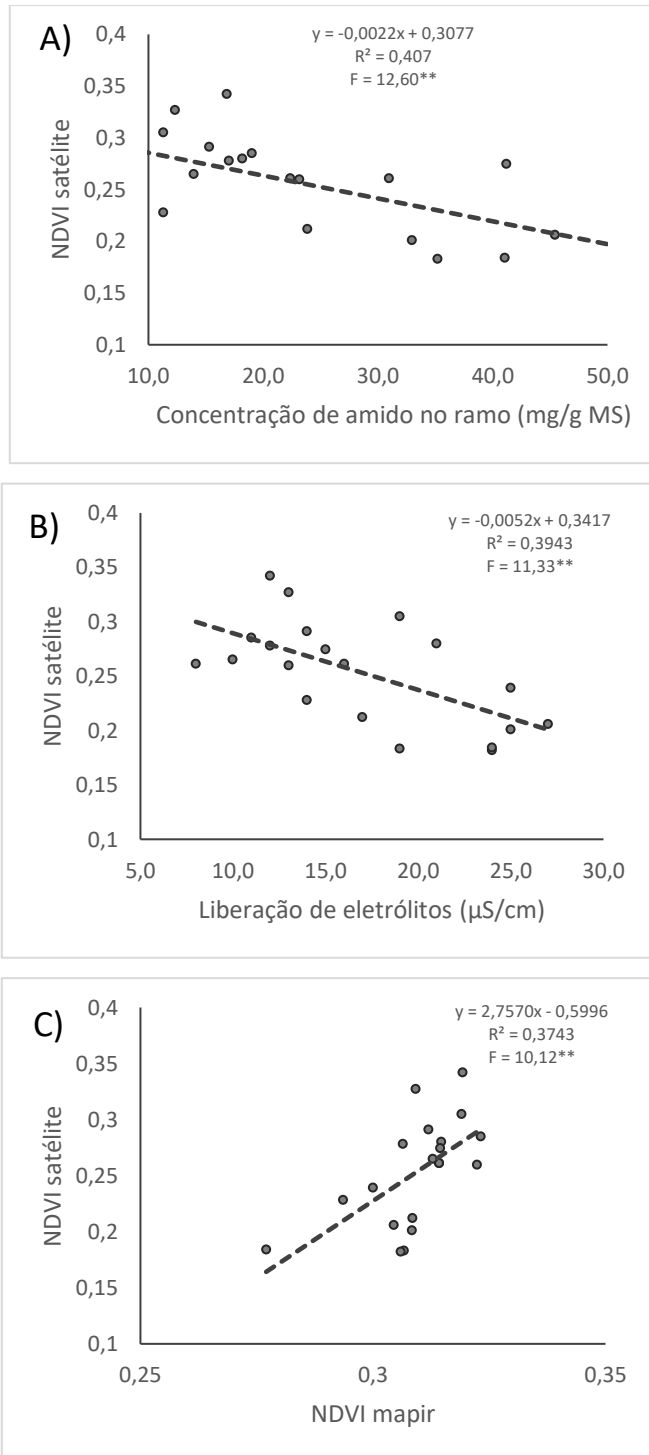 A)
y = -0,0022x + 0,3077
R² = 0,407
F = 12,60**
NDVI satélite
0,4
0,35
0,3
0,25
0,2
0,15
0,1
10,0 20,0 30,0 40,0 50,0
Concentração de amido no ramo (mg/g MS)
B)
y = -0,0052x + 0,3417
R² = 0,3943
F = 11,33**
NDVI satélite
0,4
0,35
0,3
0,25
0,2
0,15
0,1
5,0 10,0 15,0 20,0 25,0 30,0
Liberação de eletrólitos (µS/cm)
C)
y = 2,7570x - 0,5996
R² = 0,3743
F = 10,12**
NDVI satélite
0,4
0,35
0,3
0,25
0,2
0,15
0,1
0,25 0,3 0,35
NDVI mapir